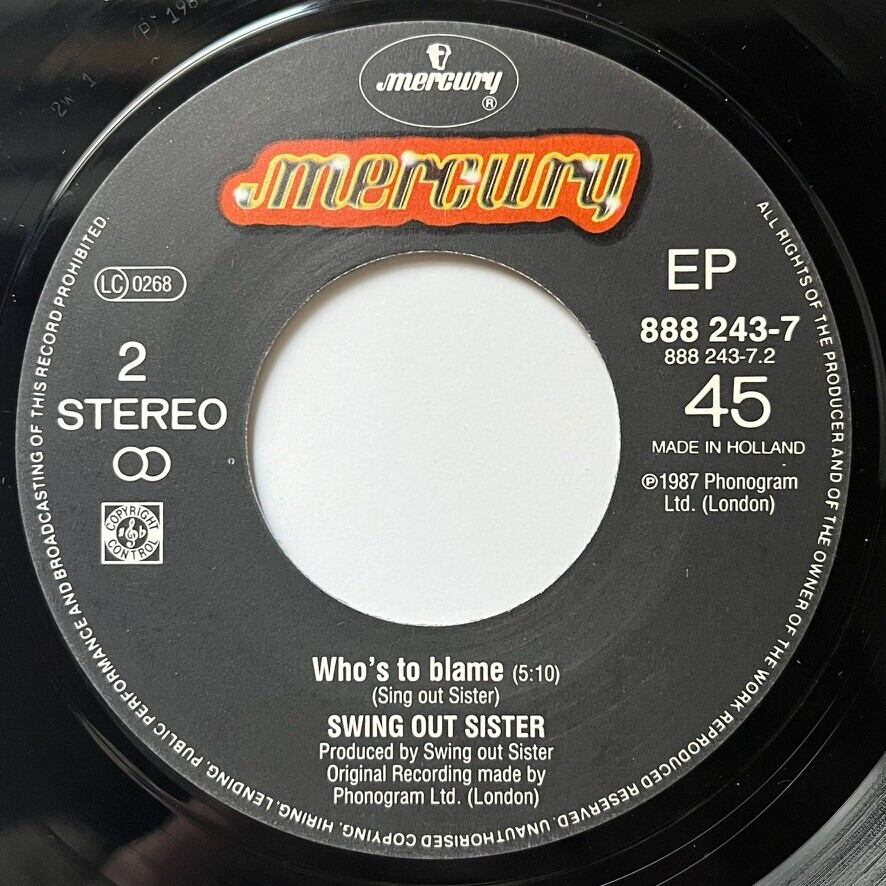 mercury
®
mercury
LC 0268
EP
888 243-7
888 243-7.2
2
STEREO
45
MADE IN HOLLAND
COPYRIGHT
CONTROL
℗1987 Phonogram
Ltd. (London)
Who's to blame (5:10)
(Sing out Sister)
SWING OUT SISTER
Produced by Swing out Sister
Original Recording made by
Phonogram Ltd. (London)
ALL RIGHTS OF THE PRODUCER AND OF THE OWNER OF THE WORK REPRODUCED RESERVED. UNAUTHORISED COPYING, HIRING, LENDING, PUBLIC PERFORMANCE AND BROADCASTING OF THIS RECORD PROHIBITED.
2W 1